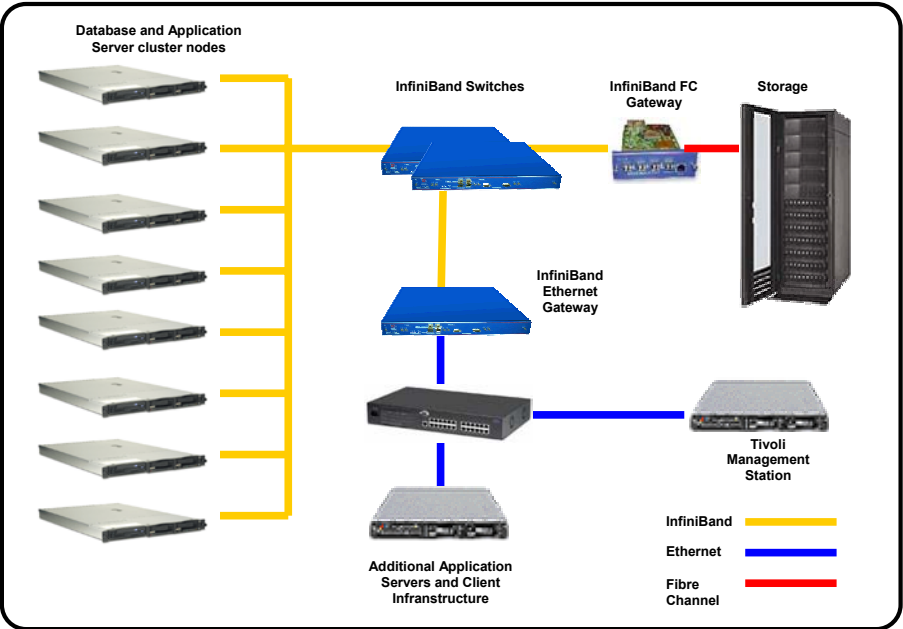 Database and Application
Server cluster nodes
InfiniBand Switches
InfiniBand FC
Gateway
Storage
InfiniBand
Ethernet
Gateway
Tivoli
Management
Station
Additional Application
Servers and Client
Infranstructure
InfiniBand
Ethernet
Fibre
Channel